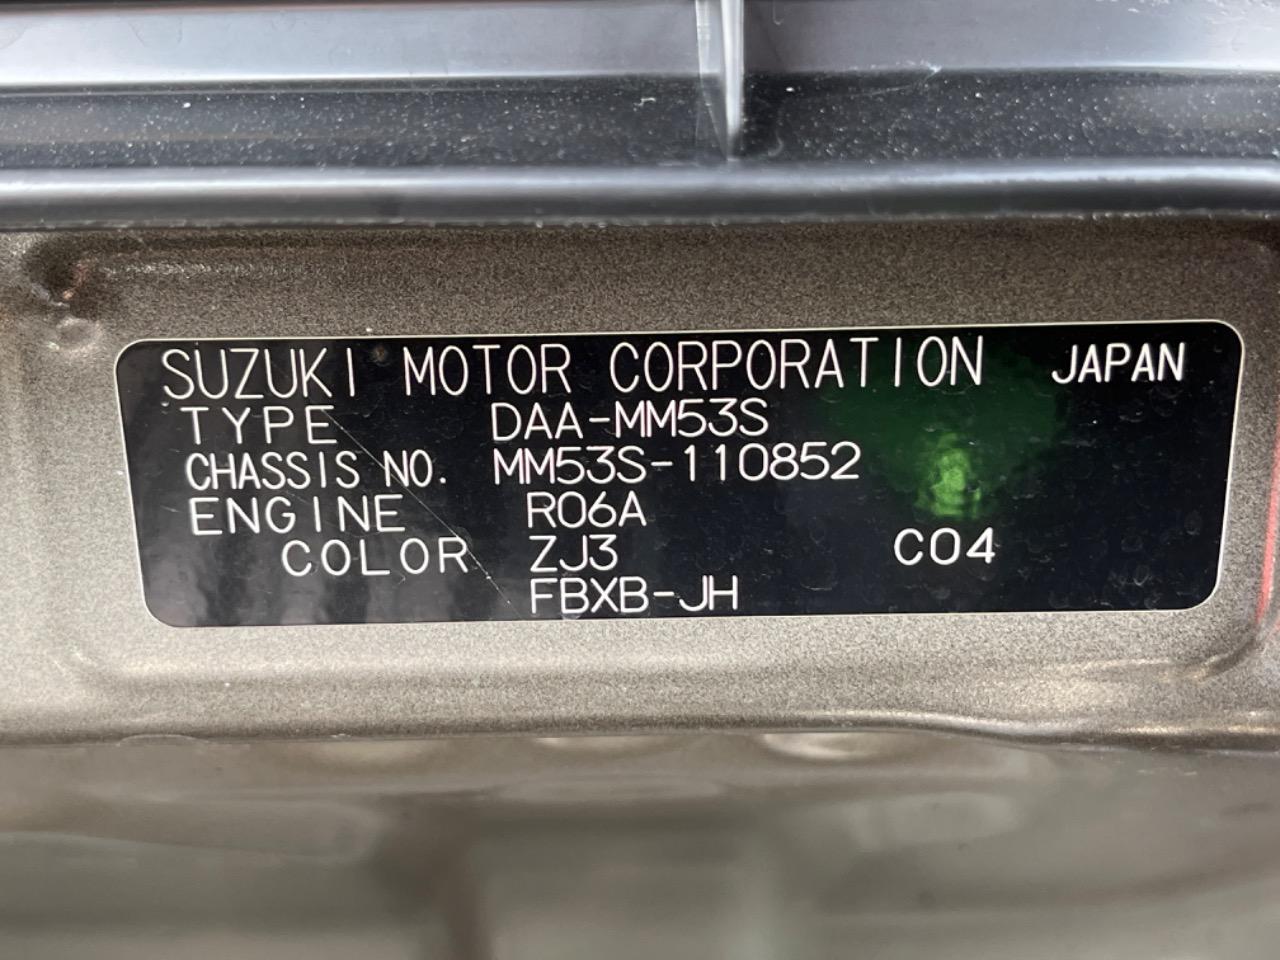 SUZUKI MOTOR CORPORATION JAPAN
TYPE DAA-MM53S
CHASSIS NO. MM53S-110852
ENGINE R06A
COLOR ZJ3 C04
FBXB-JH